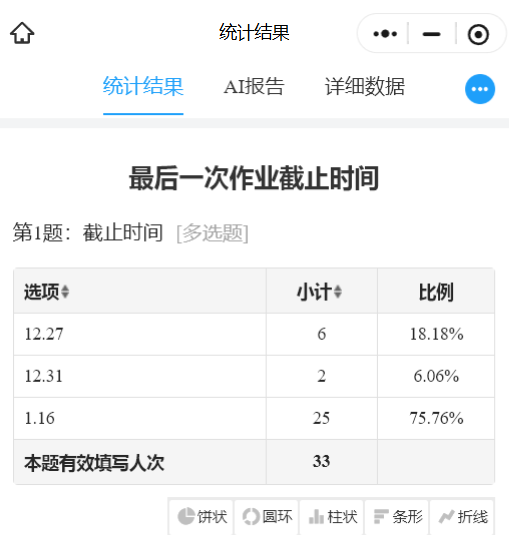 统计结果
统计结果 AI报告 详细数据
最后一次作业截止时间
第1题：截止时间 [多选题]
选项 小计 比例
12.27 6 18.18%
12.31 2 6.06%
1.16 25 75.76%
本题有效填写人次 33
饼状 圆环 柱状 条形 折线